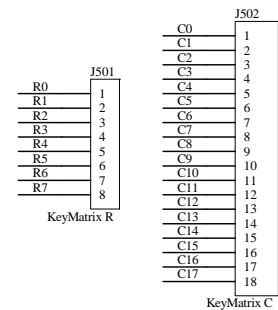 J501
R0 1
R1 2
R2 3
R3 4
R4 5
R5 6
R6 7
R7 8
KeyMatrix R
J502
C0 1
C1 2
C2 3
C3 4
C4 5
C5 6
C6 7
C7 8
C8 9
C9 10
C10 11
C11 12
C12 13
C13 14
C14 15
C15 16
C16 17
C17 18
KeyMatrix C